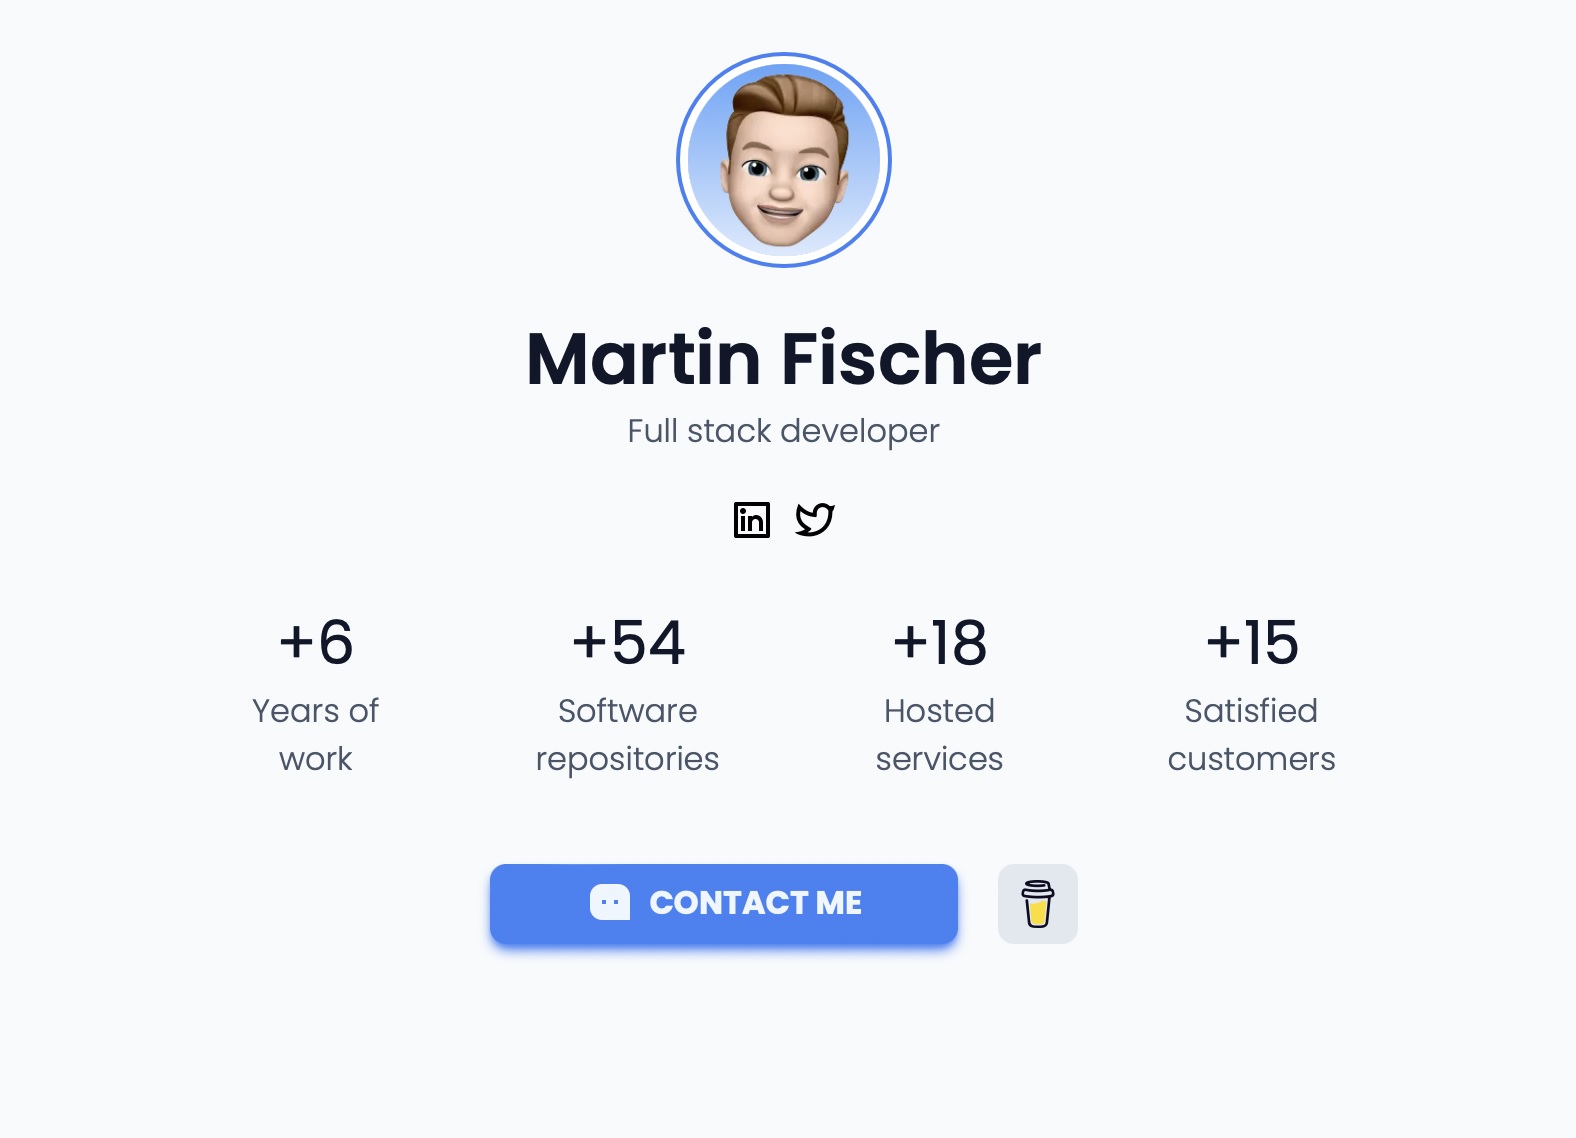 Martin Fischer
Full stack developer
in
+6
Years of
work
+54
Software
repositories
+18
Hosted
services
+15
Satisfied
customers
CONTACT ME